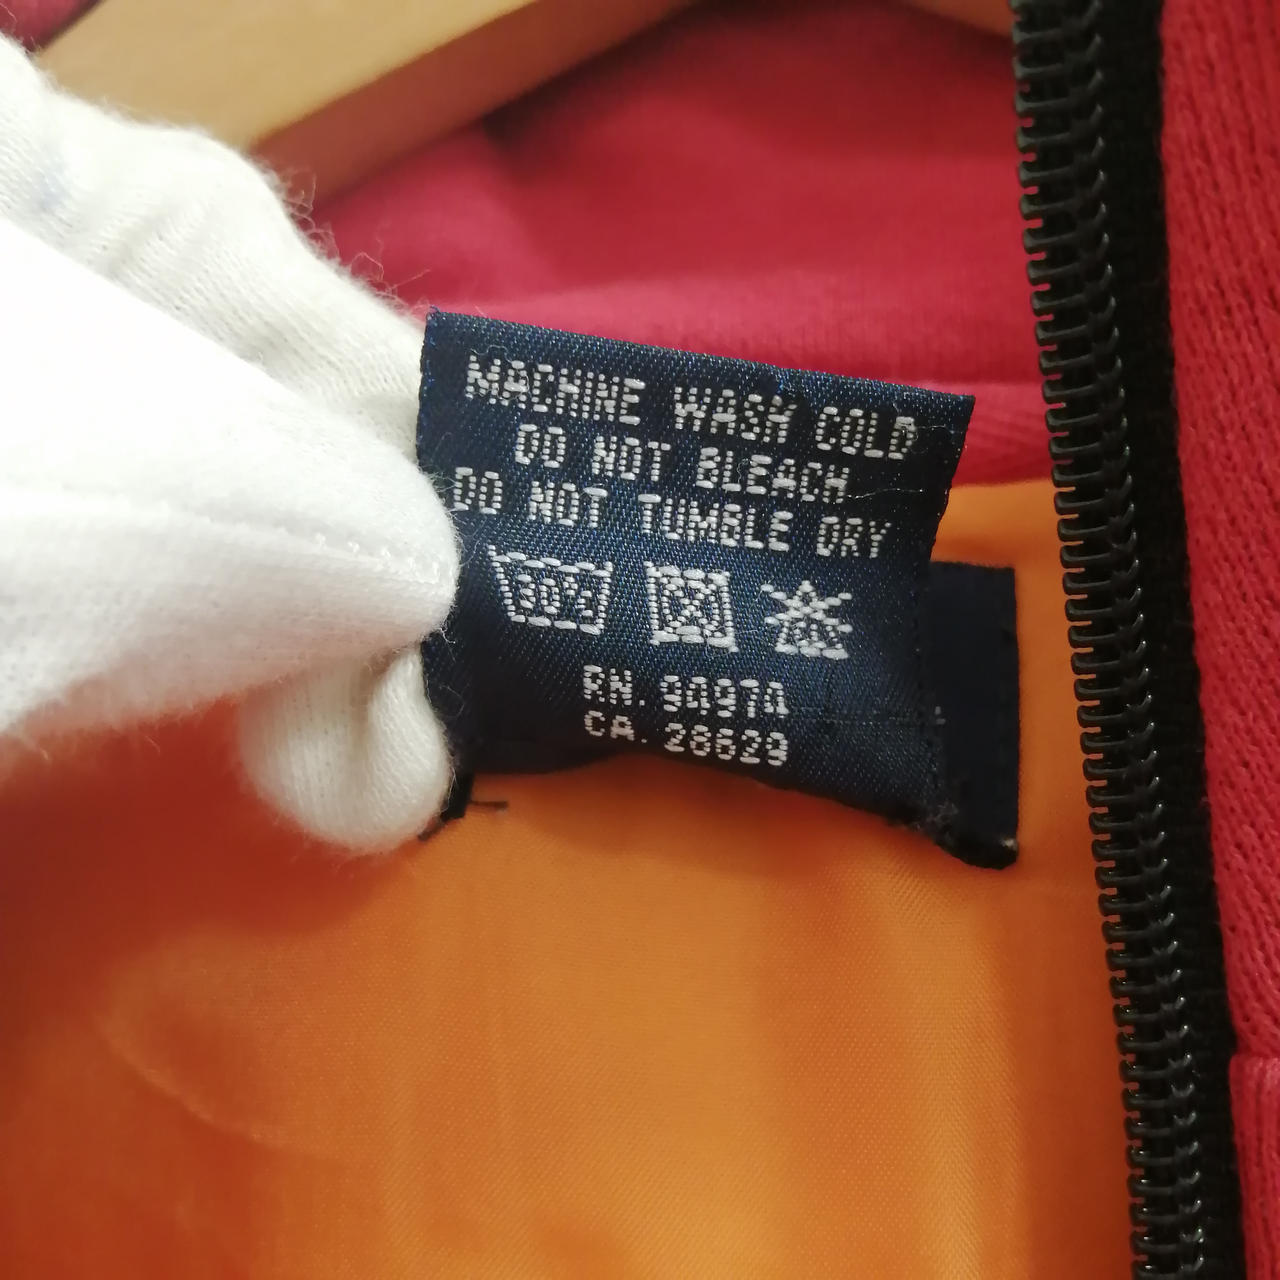 MACHINE WASH COLD
DO NOT BLEACH
DO NOT TUMBLE DRY
30°C
RN. 94974
CA. 28629